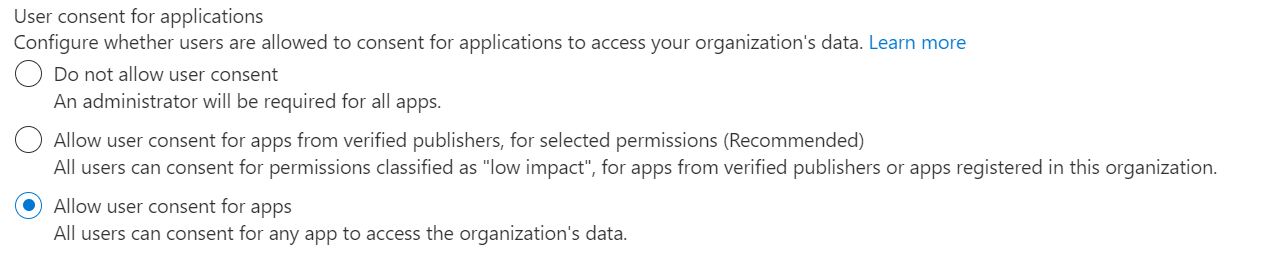 User consent for applications
Configure whether users are allowed to consent for applications to access your organization's data. Learn more
Do not allow user consent
An administrator will be required for all apps.
Allow user consent for apps from verified publishers, for selected permissions (Recommended)
All users can consent for permissions classified as "low impact", for apps from verified publishers or apps registered in this organization.
Allow user consent for apps
All users can consent for any app to access the organization's data.